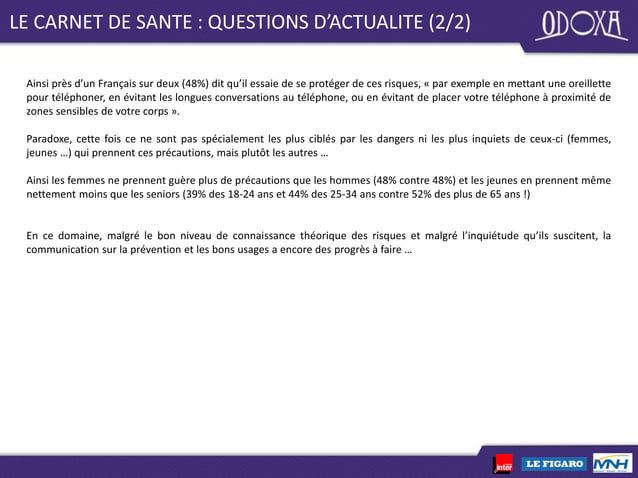 LE CARNET DE SANTE : QUESTIONS D’ACTUALITE (2/2)
ODOXA
Ainsi près d’un Français sur deux (48%) dit qu’il essaie de se protéger de ces risques, « par exemple en mettant une oreillette
pour téléphoner, en évitant les longues conversations au téléphone, ou en évitant de placer votre téléphone à proximité de
zones sensibles de votre corps ».
Paradoxe, cette fois ce ne sont pas spécialement les plus ciblés par les dangers ni les plus inquiets de ceux-ci (femmes,
jeunes …) qui prennent ces précautions, mais plutôt les autres …
Ainsi les femmes ne prennent guère plus de précautions que les hommes (48% contre 48%) et les jeunes en prennent même
nettement moins que les seniors (39% des 18-24 ans et 44% des 25-34 ans contre 52% des plus de 65 ans !)
En ce domaine, malgré le bon niveau de connaissance théorique des risques et malgré l’inquiétude qu’ils suscitent, la
communication sur la prévention et les bons usages a encore des progrès à faire …
inter
LE FIGARO
MNH